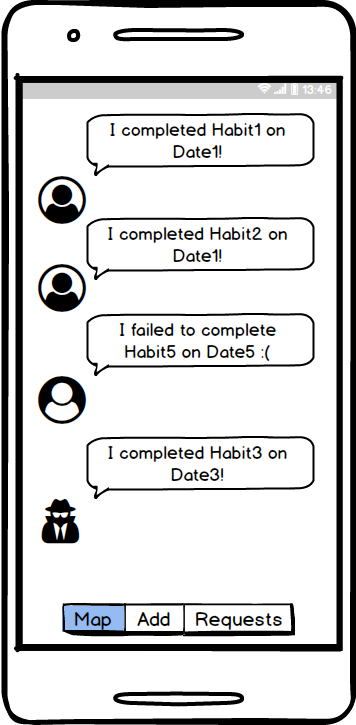 13:46
I completed Habit1 on
Date1!
I completed Habit2 on
Date1!
I failed to complete
Habit5 on Date5 :(
I completed Habit3 on
Date3!
Map Add Requests